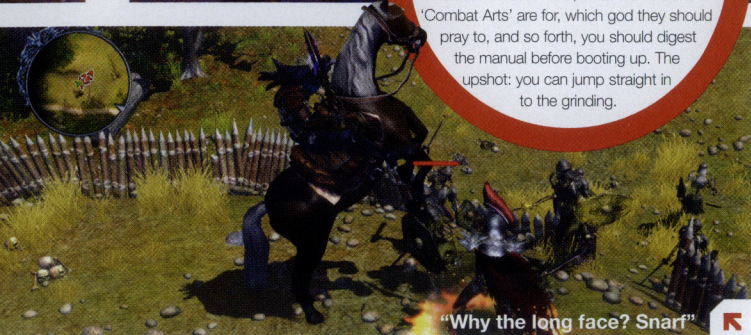 'Combat Arts' are for, which god they should
pray to, and so forth, you should digest
the manual before booting up. The
upshot: you can jump straight in
to the grinding.
"Why the long face? Snarf"